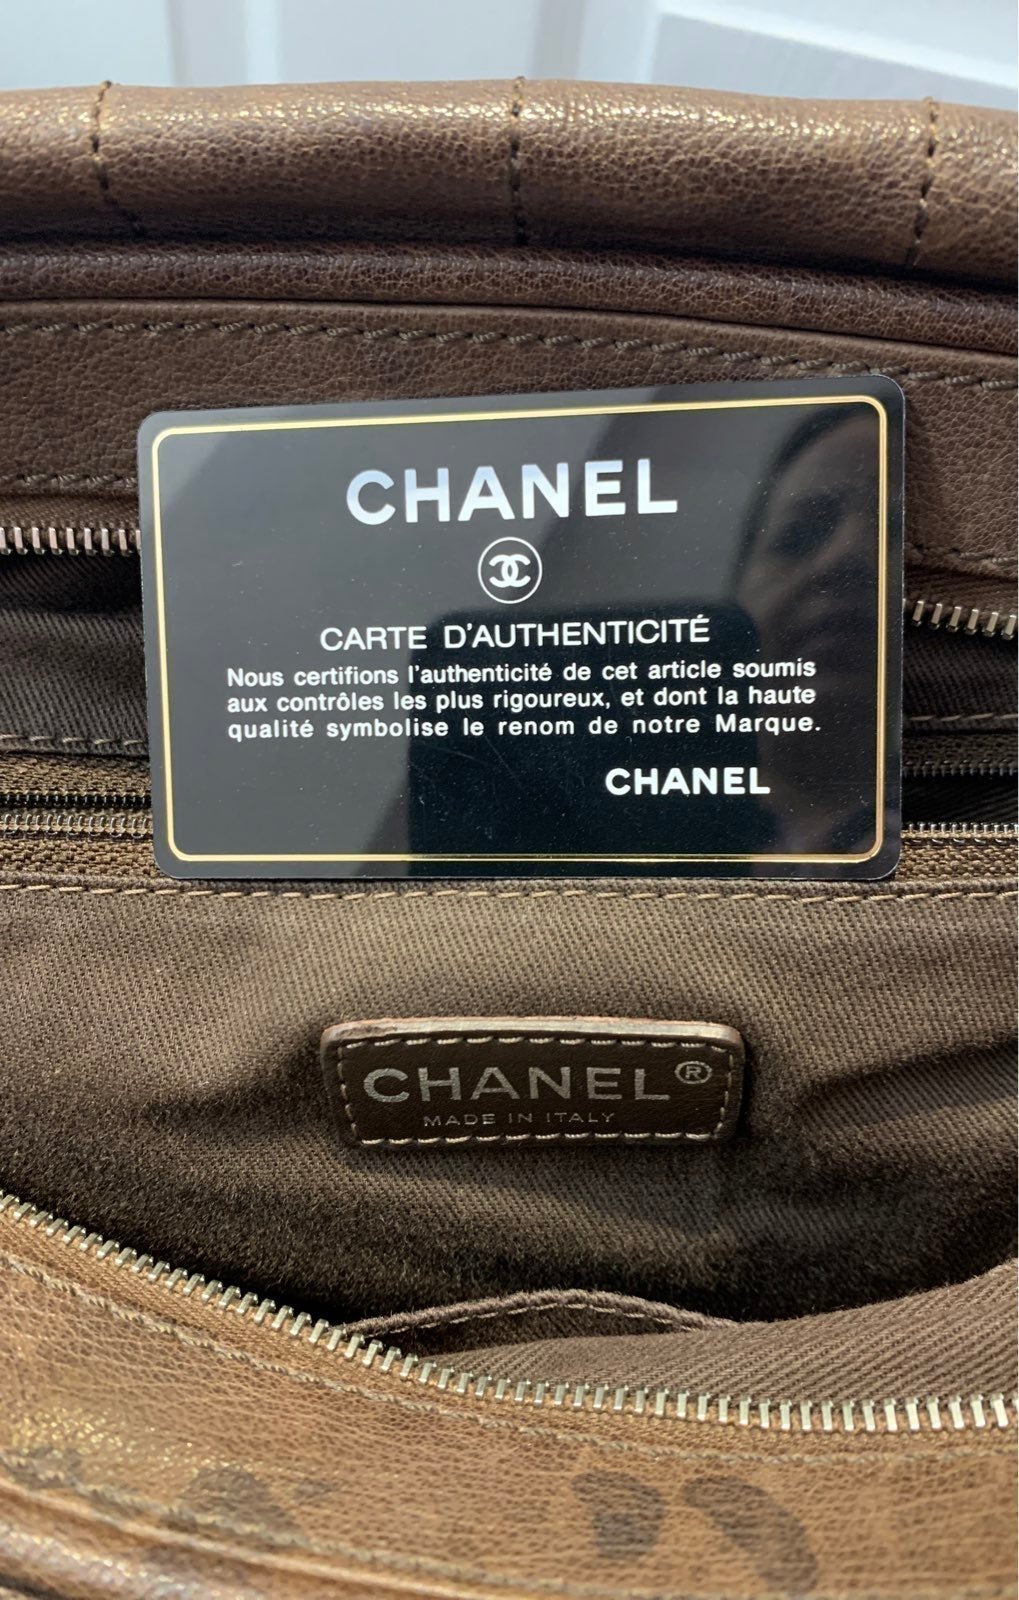 CHANEL
CARTE D'AUTHENTICITÉ
Nous certifions l'authenticité de cet article soumis
aux contrôles les plus rigoureux, et dont la haute
qualité symbolise le renom de notre Marque.
CHANEL
CHANEL®
MADE IN ITALY